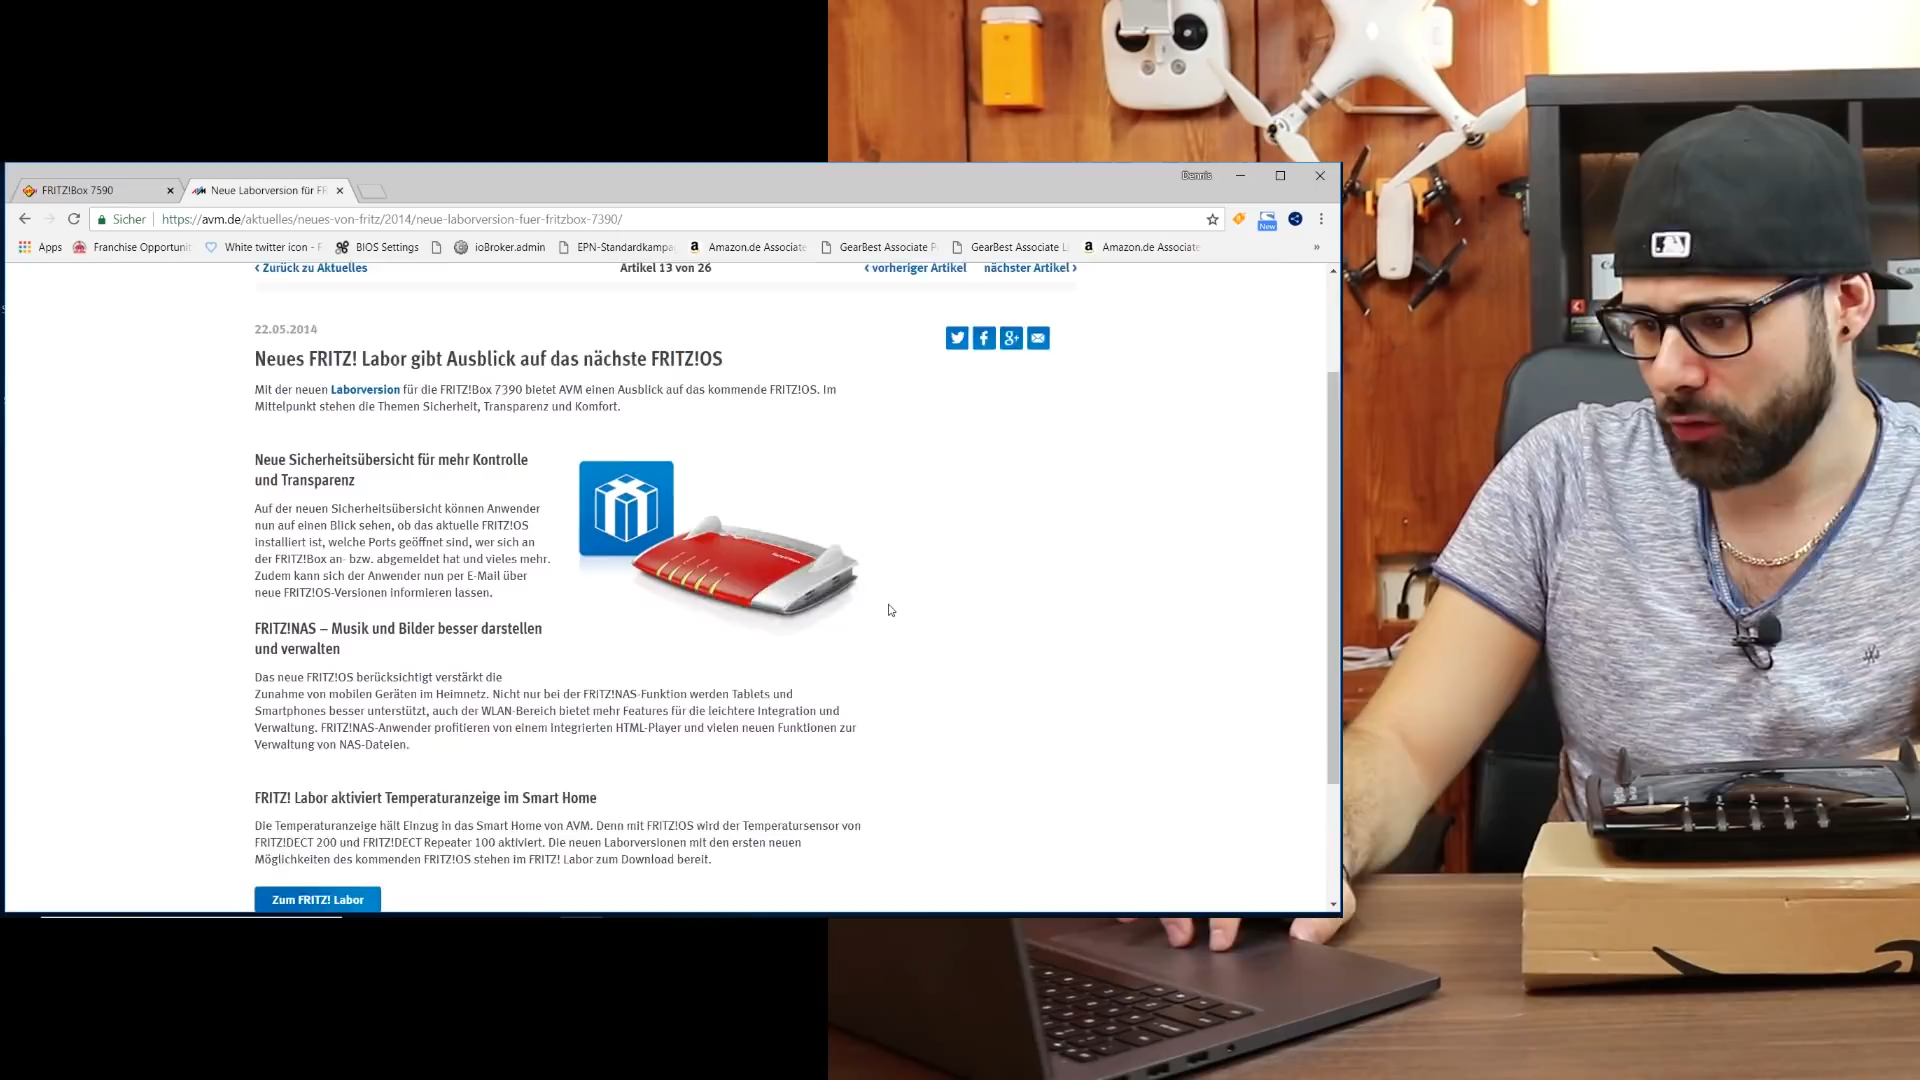 Dennis
FRITZ!Box 7590
Neue Laborversion für FR
Sicher
https://avm.de/aktuelles/neues-von-fritz/2014/neue-laborversion-fuer-fritzbox-7390/
New
Apps
Franchise Opportunit
White twitter icon - F
BIOS Settings
ioBroker.admin
EPN-Standardkampa
Amazon.de Associate
GearBest Associate P
GearBest Associate Li
Amazon.de Associate
»
‹ Zurück zu Aktuelles
Artikel 13 von 26
‹ vorheriger Artikel
nächster Artikel ›
22.05.2014
Neues FRITZ! Labor gibt Ausblick auf das nächste FRITZ!OS
Mit der neuen Laborversion für die FRITZ!Box 7390 bietet AVM einen Ausblick auf das kommende FRITZ!OS. Im
Mittelpunkt stehen die Themen Sicherheit, Transparenz und Komfort.
Neue Sicherheitsübersicht für mehr Kontrolle
und Transparenz
Auf der neuen Sicherheitsübersicht können Anwender
nun auf einen Blick sehen, ob das aktuelle FRITZ!OS
installiert ist, welche Ports geöffnet sind, wer sich an
der FRITZ!Box an- bzw. abgemeldet hat und vieles mehr.
Zudem kann sich der Anwender nun per E-Mail über
neue FRITZ!OS-Versionen informieren lassen.
FRITZ!NAS – Musik und Bilder besser darstellen
und verwalten
Das neue FRITZ!OS berücksichtigt verstärkt die
Zunahme von mobilen Geräten im Heimnetz. Nicht nur bei der FRITZ!NAS-Funktion werden Tablets und
Smartphones besser unterstützt, auch der WLAN-Bereich bietet mehr Features für die leichtere Integration und
Verwaltung. FRITZ!NAS-Anwender profitieren von einem integrierten HTML-Player und vielen neuen Funktionen zur
Verwaltung von NAS-Dateien.
FRITZ! Labor aktiviert Temperaturanzeige im Smart Home
Die Temperaturanzeige hält Einzug in das Smart Home von AVM. Denn mit FRITZ!OS wird der Temperatursensor von
FRITZ!DECT 200 und FRITZ!DECT Repeater 100 aktiviert. Die neuen Laborversionen mit den ersten neuen
Möglichkeiten des kommenden FRITZ!OS stehen im FRITZ! Labor zum Download bereit.
Zum FRITZ! Labor